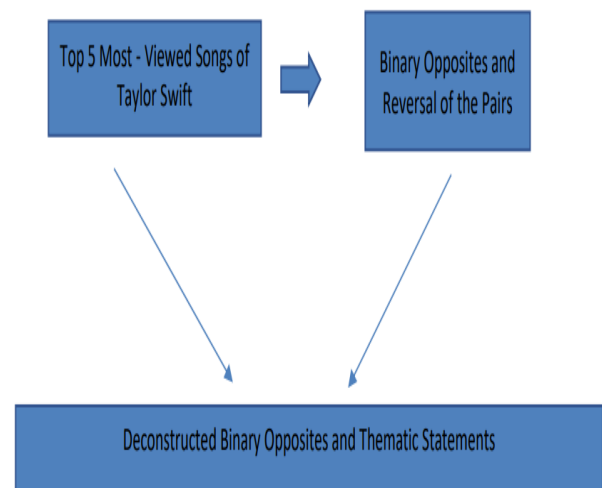 Top 5 Most - Viewed Songs of
Taylor Swift
Binary Opposites and
Reversal of the Pairs
Deconstructed Binary Opposites and Thematic Statements